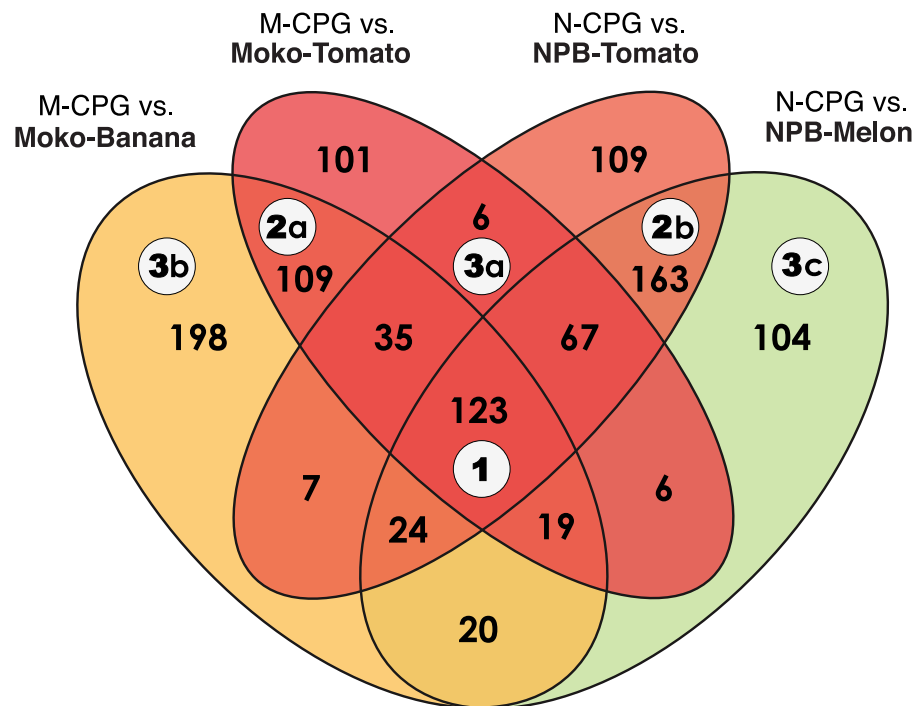 M-CPG vs.
Moko-Tomato
N-CPG vs.
NPB-Tomato
M-CPG vs.
Moko-Banana
N-CPG vs.
NPB-Melon
101
109
6
2a
2b
3b
3a
3c
109
163
198
35
67
104
123
1
7
6
24
19
20